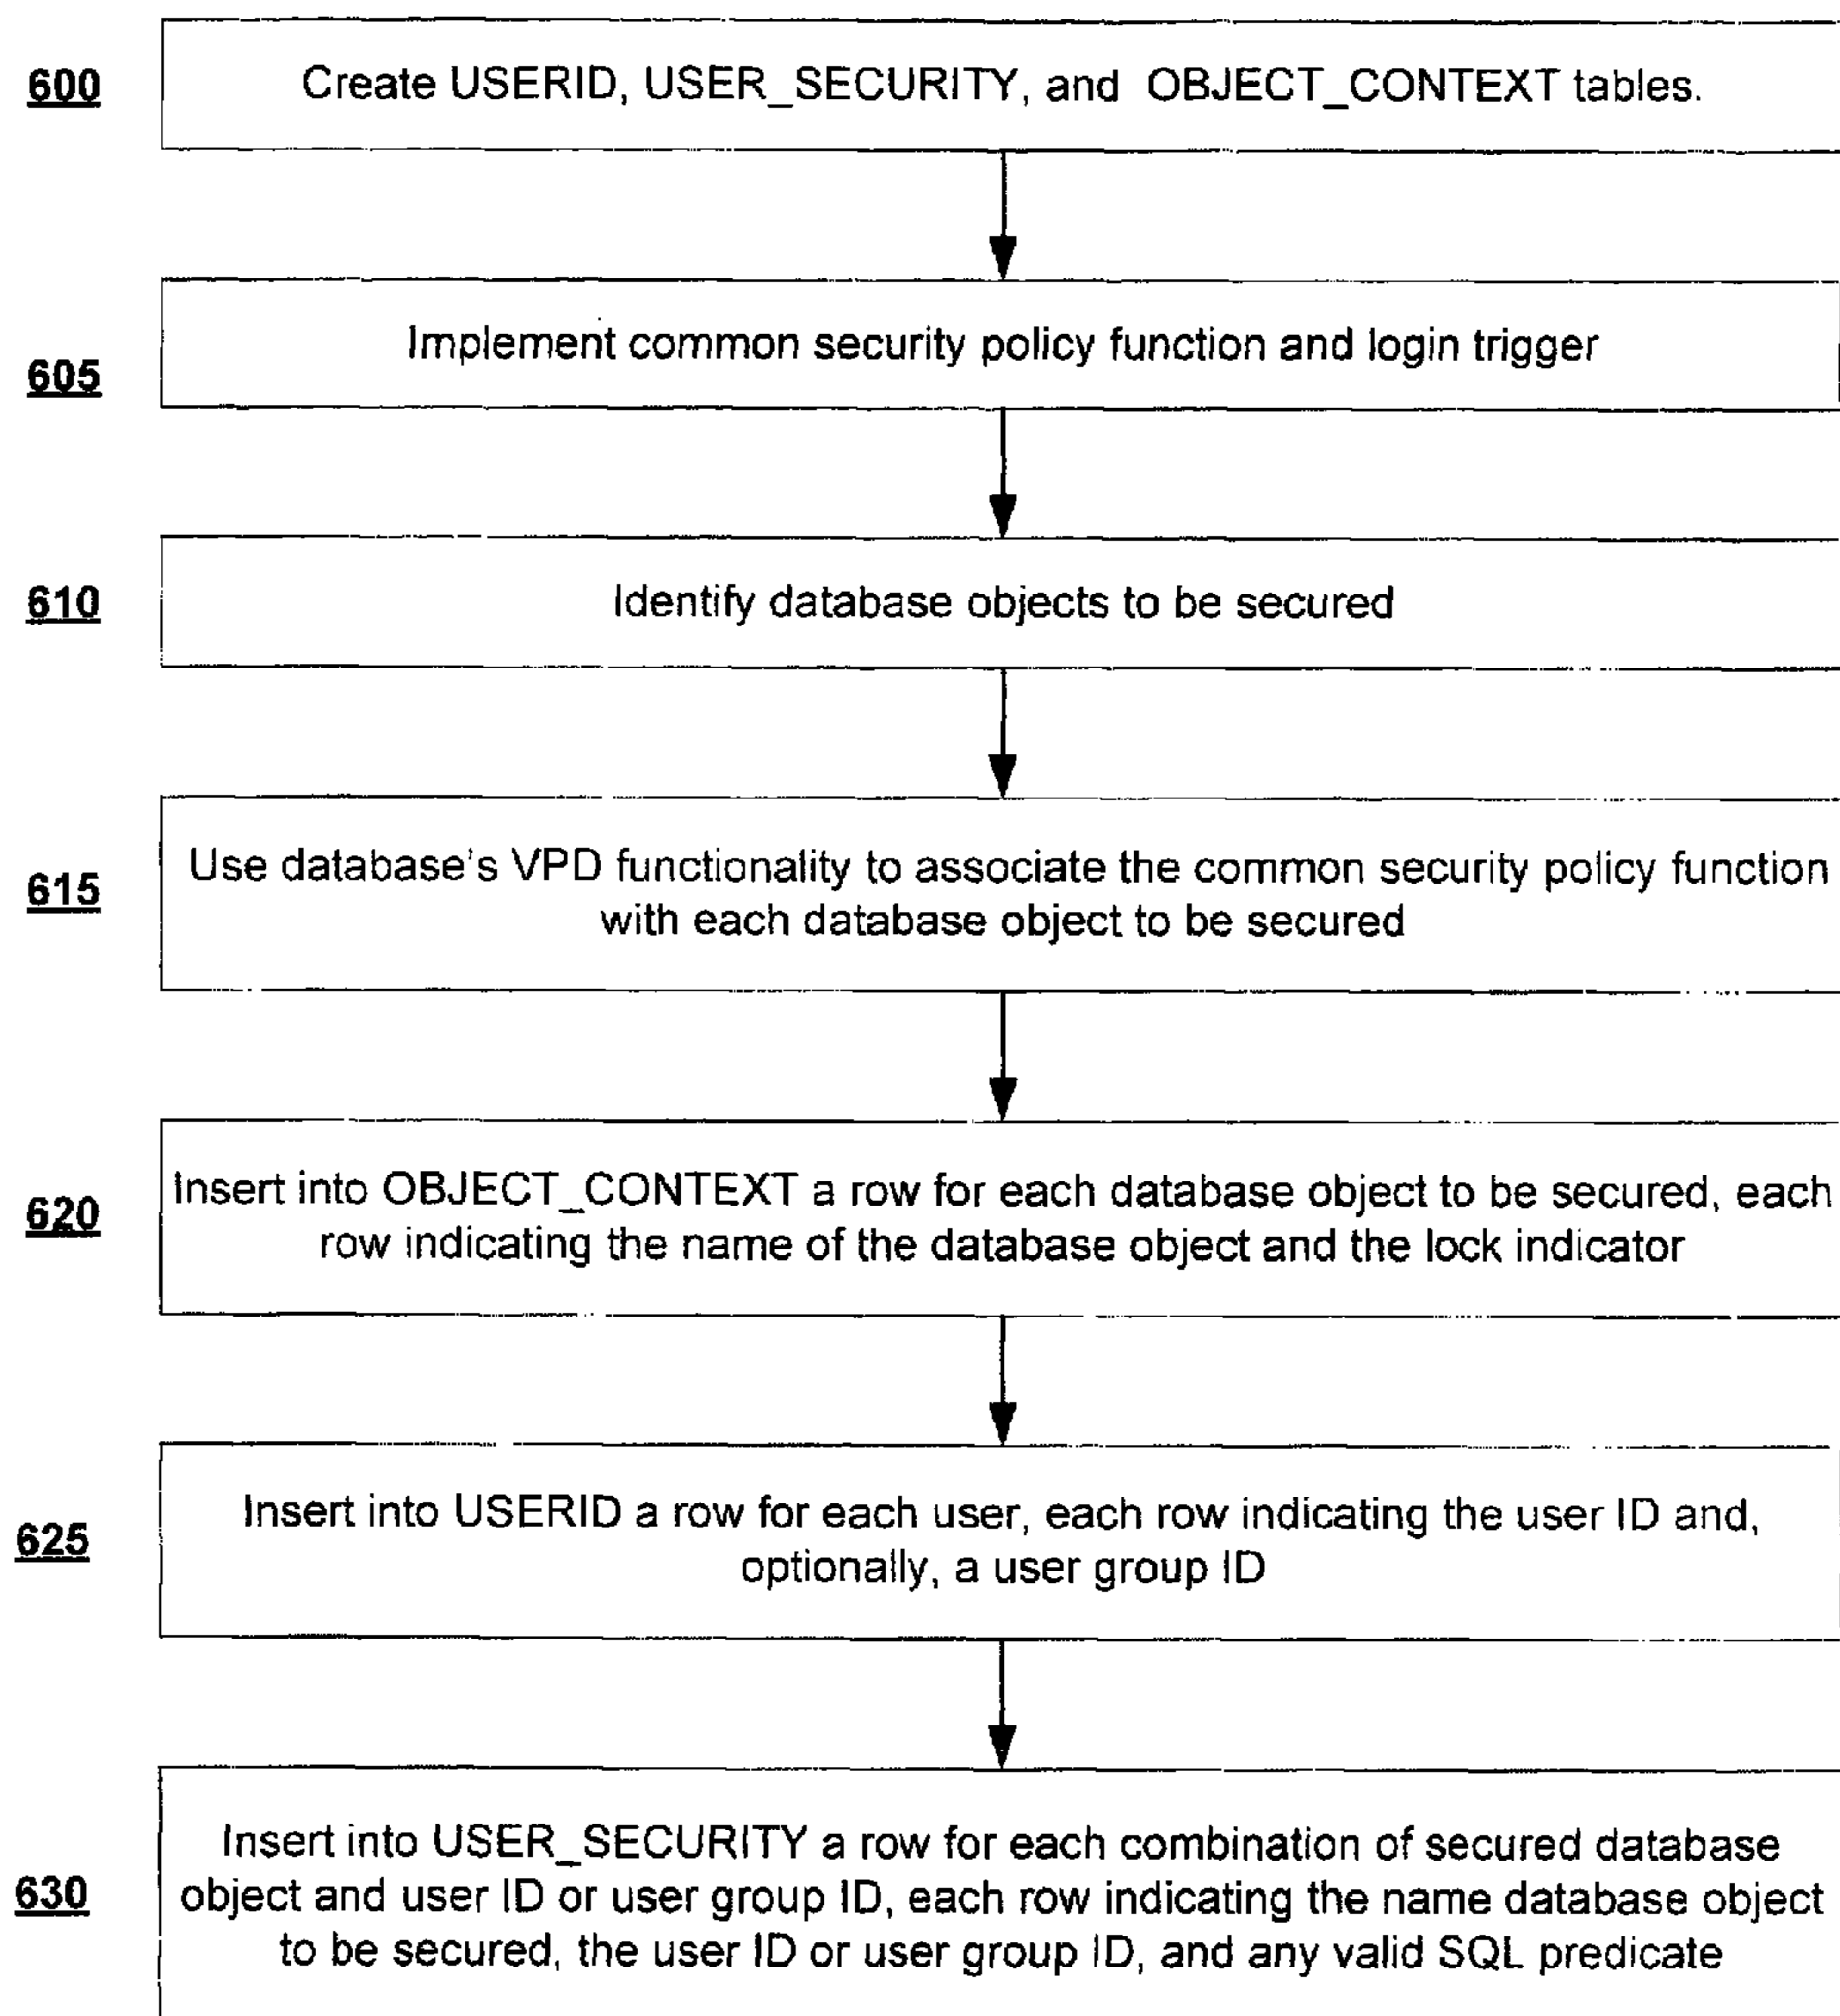 600
Create USERID, USER_SECURITY, and OBJECT_CONTEXT tables.
605
Implement common security policy function and login trigger
610
Identify database objects to be secured
615
Use database's VPD functionality to associate the common security policy function
with each database object to be secured
620
Insert into OBJECT_CONTEXT a row for each database object to be secured, each
row indicating the name of the database object and the lock indicator
625
Insert into USERID a row for each user, each row indicating the user ID and,
optionally, a user group ID
630
Insert into USER_SECURITY a row for each combination of secured database
object and user ID or user group ID, each row indicating the name database object
to be secured, the user ID or user group ID, and any valid SQL predicate